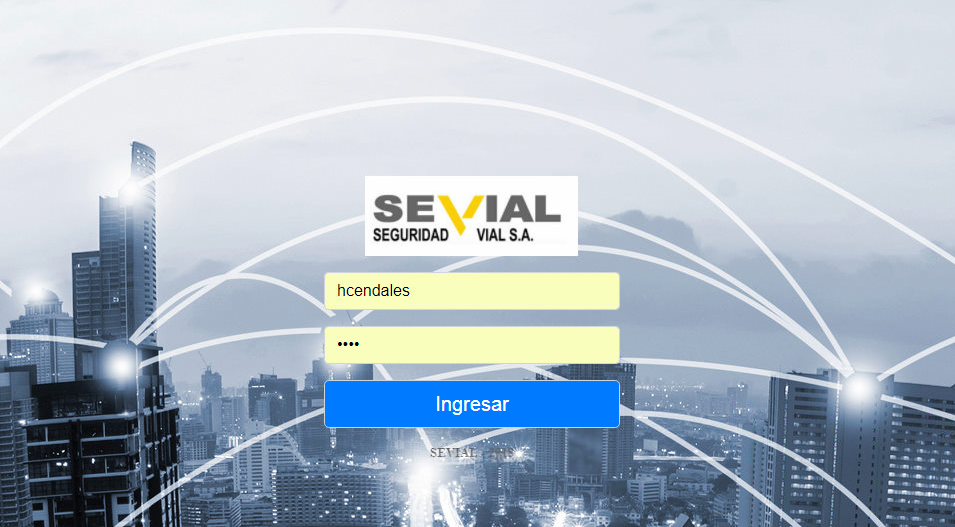 SEVIAL
SEGURIDAD VIAL S.A.
hcendales
••••
Ingresar
SEVIAL